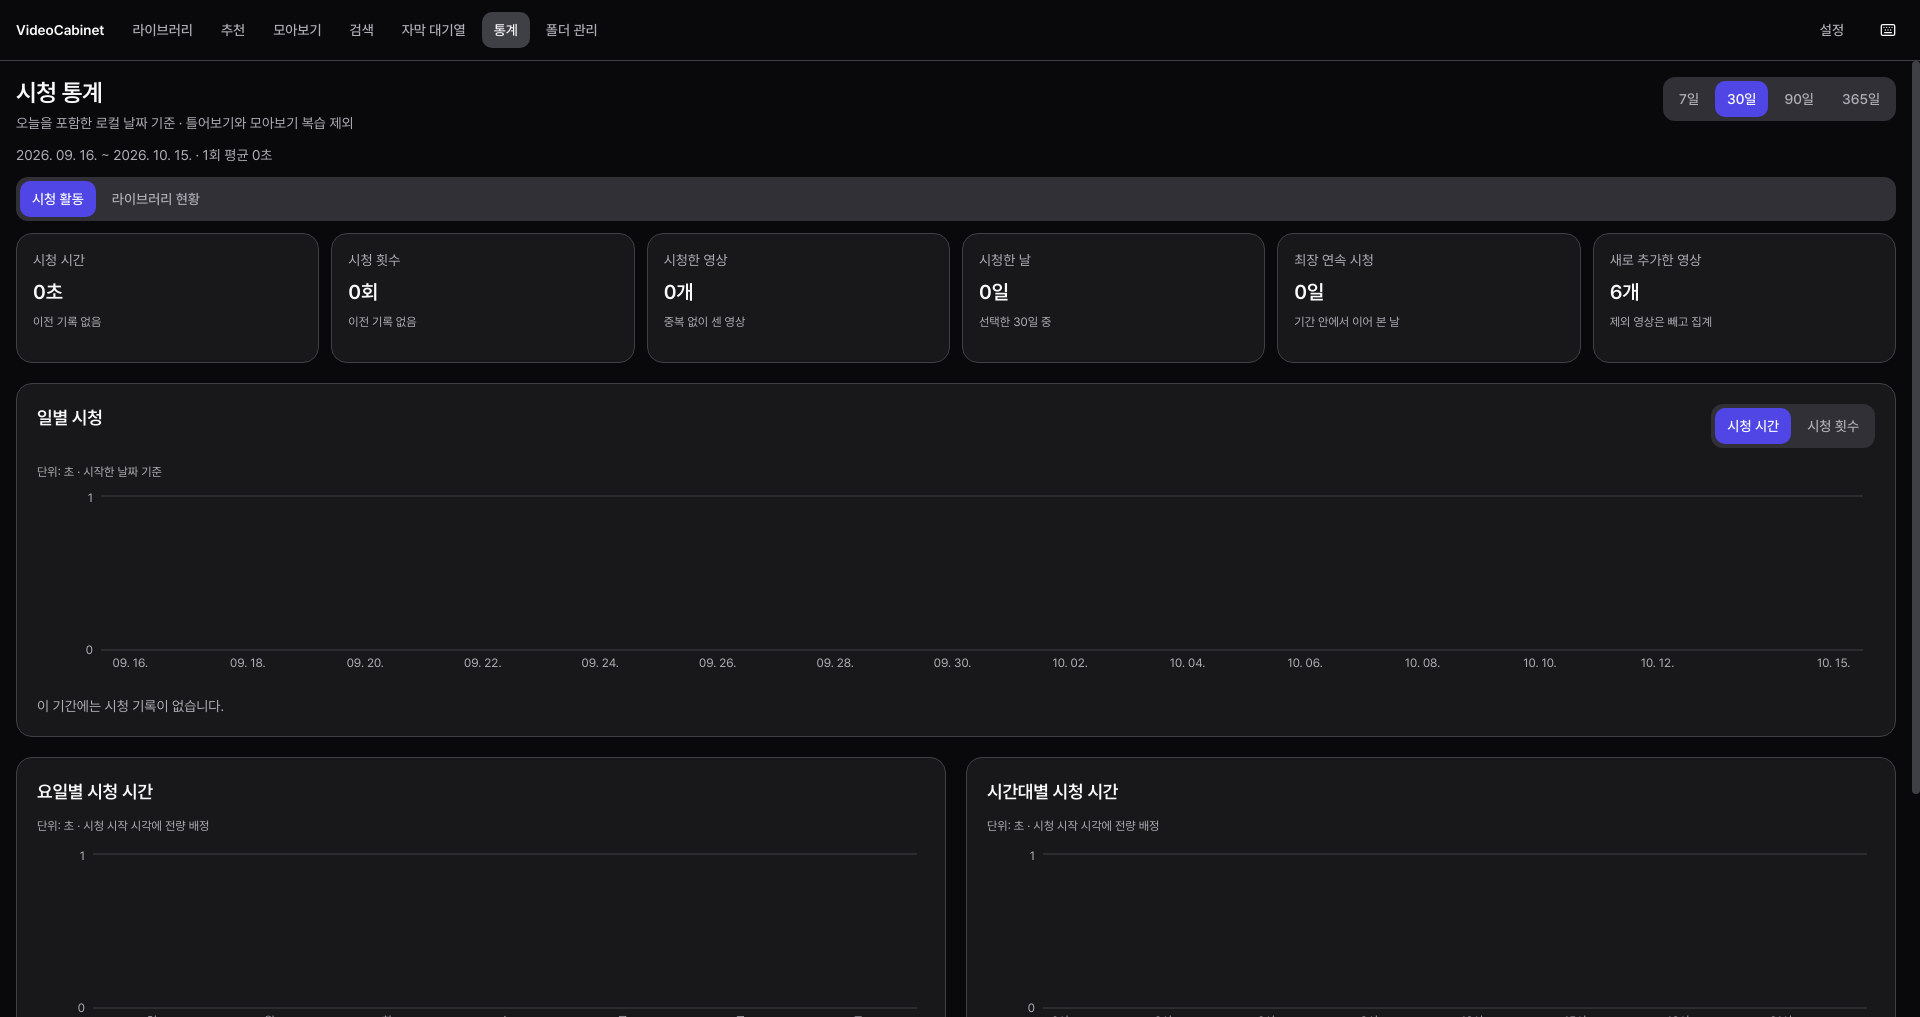 VideoCabinet 라이브러리 추천 모아보기 검색 자막 대기열 통계 폴더 관리 설정
시청 통계
7일 30일 90일 365일
오늘을 포함한 로컬 날짜 기준 · 틀어보기와 모아보기 복습 제외
2026. 09. 16. ~ 2026. 10. 15. · 1회 평균 0초
시청 활동 라이브러리 현황
시청 시간
0초
이전 기록 없음
시청 횟수
0회
이전 기록 없음
시청한 영상
0개
중복 없이 센 영상
시청한 날
0일
선택한 30일 중
최장 연속 시청
0일
기간 안에서 이어 본 날
새로 추가한 영상
6개
제외 영상은 빼고 집계
일별 시청
시청 시간 시청 횟수
단위: 초 · 시작한 날짜 기준
1
0
09. 16. 09. 18. 09. 20. 09. 22. 09. 24. 09. 26. 09. 28. 09. 30. 10. 02. 10. 04. 10. 06. 10. 08. 10. 10. 10. 12. 10. 15.
이 기간에는 시청 기록이 없습니다.
요일별 시청 시간
단위: 초 · 시청 시작 시각에 전량 배정
1
0
시간대별 시청 시간
단위: 초 · 시청 시작 시각에 전량 배정
1
0